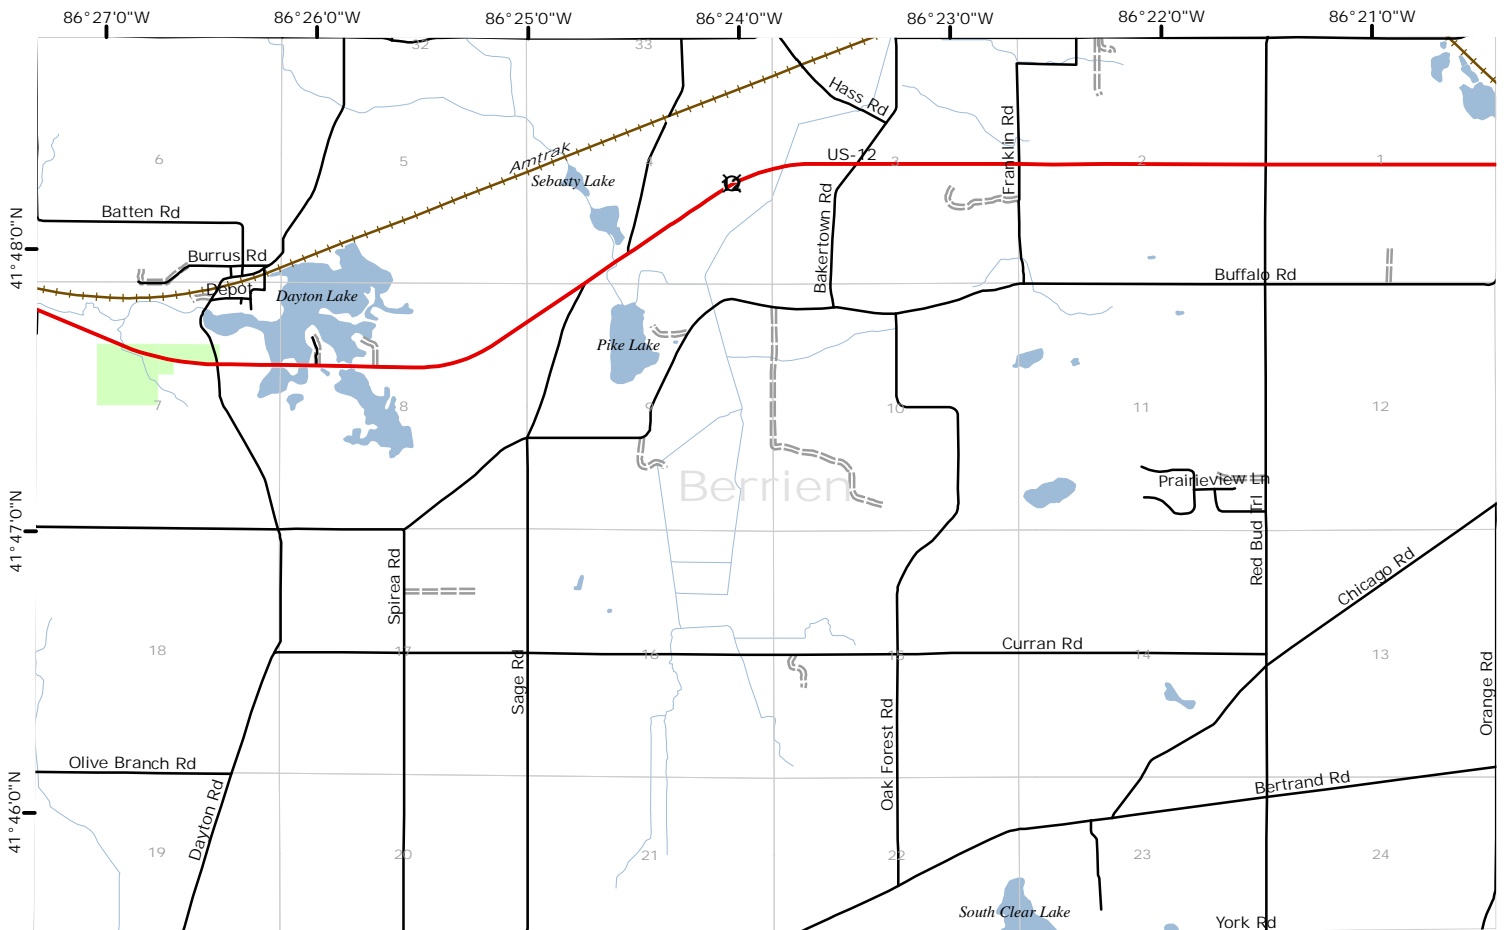 86°27'0"W 86°26'0"W 86°25'0"W 86°24'0"W 86°23'0"W 86°22'0"W 86°21'0"W
32 33
Hass Rd
Franklin Rd
Amtrak
US-12
6 5 4 3 2 1
Sebasty Lake
Batten Rd
Bakertown Rd
41°48'0"N
Burrus Rd
Buffalo Rd
Depot
Dayton Lake
Pike Lake
7 8 9 10 11 12
Berrien
Prairieview Ln
41°47'0"N
Red Bud Trl
Spirea Rd
Chicago Rd
18 17 16 15 14 13
Curran Rd
Sage Rd
Orange Rd
Oak Forest Rd
Olive Branch Rd
Bertrand Rd
41°46'0"N
Dayton Rd
19 20 21 22 23 24
South Clear Lake
York Rd